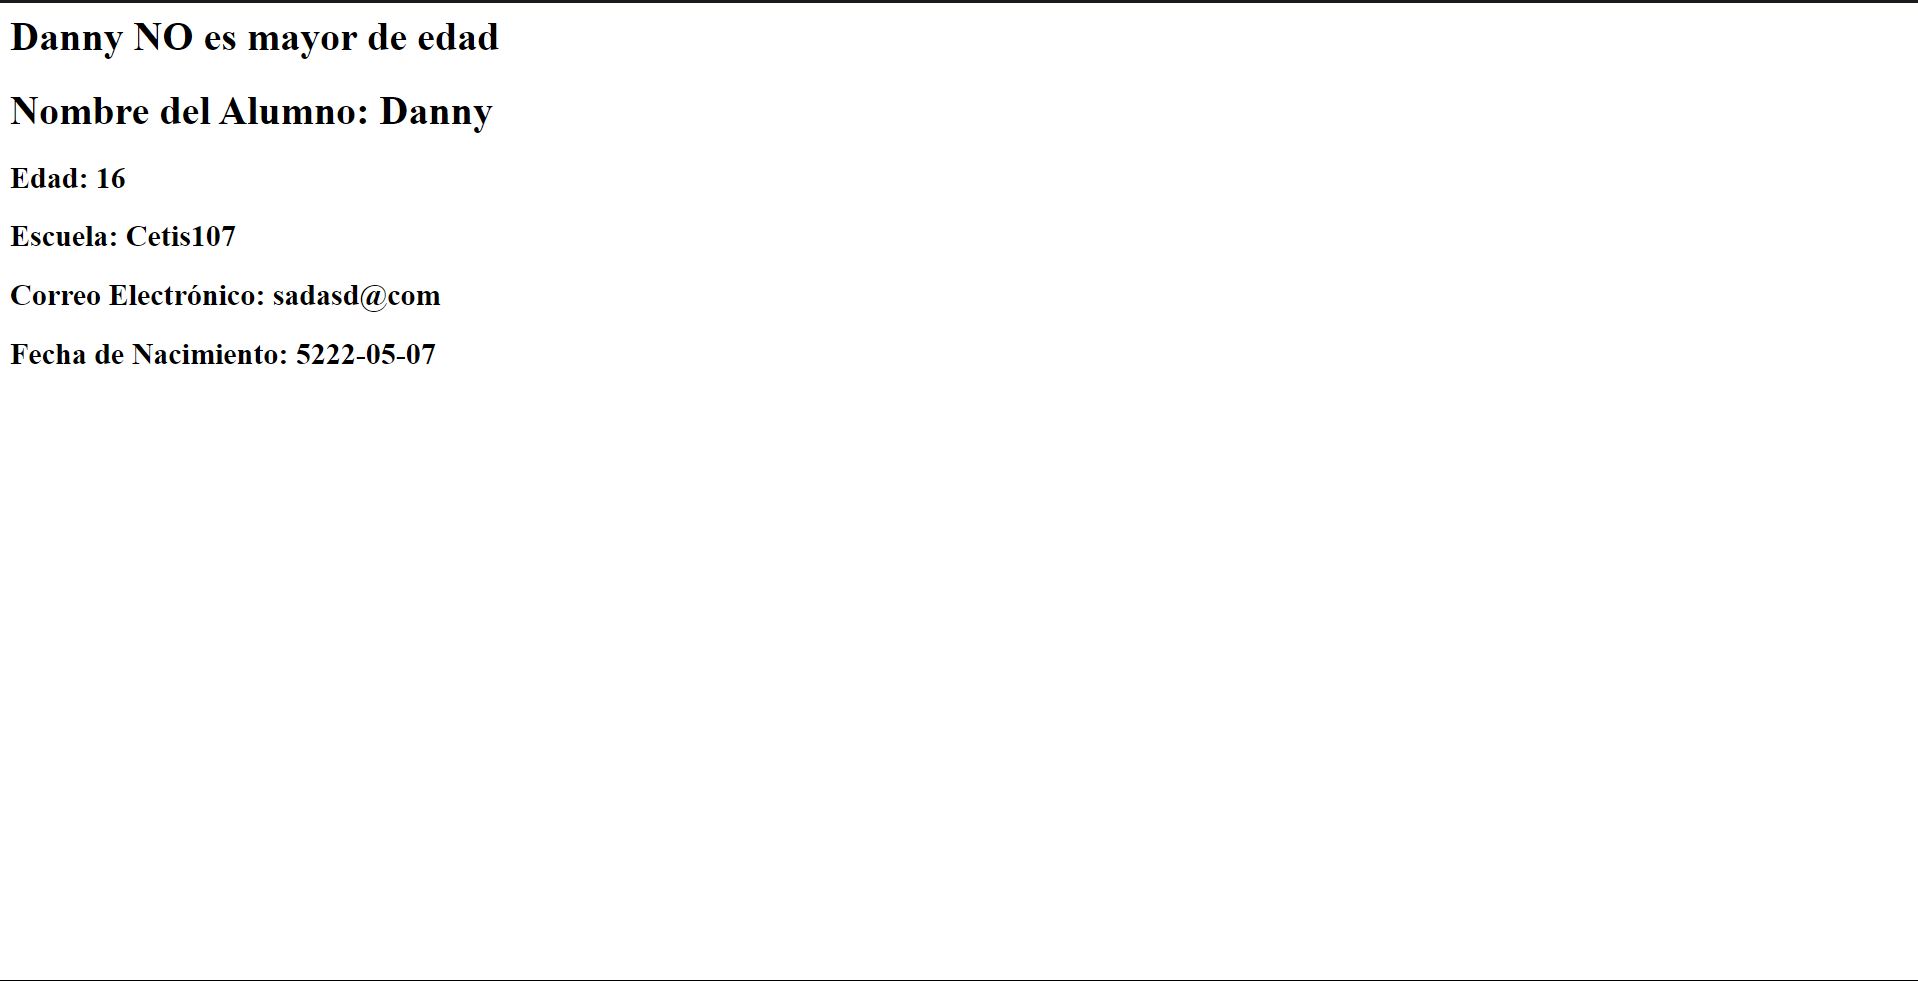 Danny NO es mayor de edad
Nombre del Alumno: Danny
Edad: 16
Escuela: Cetis107
Correo Electrónico: sadasd@com
Fecha de Nacimiento: 5222-05-07